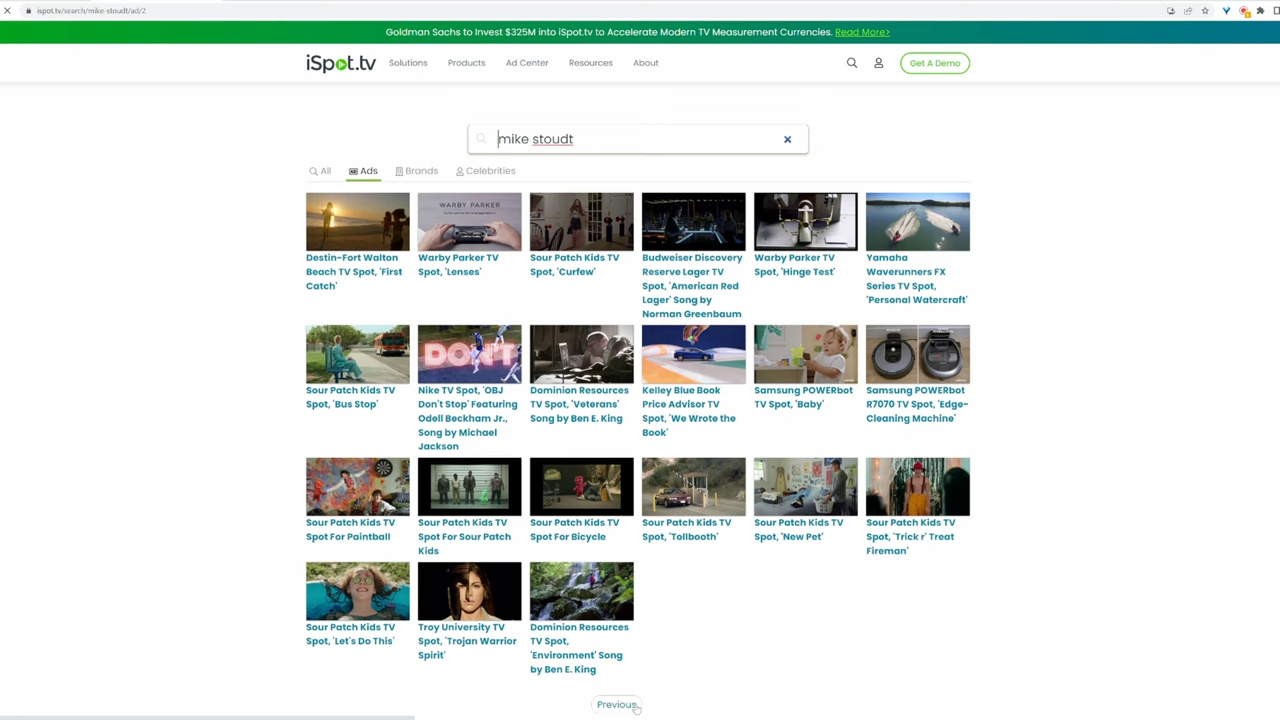 ispot.tv/search/mike-stoudt/ad/2
Goldman Sachs to Invest $325M into iSpot.tv to Accelerate Modern TV Measurement Currencies. Read More>
iSpot.tv
Solutions
Products
Ad Center
Resources
About
Get A Demo
mike stoudt
All
Ads
Brands
Celebrities
WARBY PARKER
Destin-Fort Walton
Beach TV Spot, 'First
Catch'
Warby Parker TV
Spot, 'Lenses'
Sour Patch Kids TV
Spot, 'Curfew'
Budweiser Discovery
Reserve Lager TV
Spot, 'American Red
Lager' Song by
Norman Greenbaum
Warby Parker TV
Spot, 'Hinge Test'
Yamaha
Waverunners FX
Series TV Spot,
'Personal Watercraft'
DON'T
Sour Patch Kids TV
Spot, 'Bus Stop'
Nike TV Spot, 'OBJ
Don't Stop' Featuring
Odell Beckham Jr.,
Song by Michael
Jackson
Dominion Resources
TV Spot, 'Veterans'
Song by Ben E. King
Kelley Blue Book
Price Advisor TV
Spot, 'We Wrote the
Book'
Samsung POWERbot
TV Spot, 'Baby'
Samsung POWERbot
R7070 TV Spot, 'Edge-
Cleaning Machine'
Sour Patch Kids TV
Spot For Paintball
Sour Patch Kids TV
Spot For Sour Patch
Kids
Sour Patch Kids TV
Spot For Bicycle
Sour Patch Kids TV
Spot, 'Tollbooth'
Sour Patch Kids TV
Spot, 'New Pet'
Sour Patch Kids TV
Spot, 'Trick r' Treat
Fireman'
Sour Patch Kids TV
Spot, 'Let's Do This'
Troy University TV
Spot, 'Trojan Warrior
Spirit'
Dominion Resources
TV Spot,
'Environment' Song
by Ben E. King
Previous